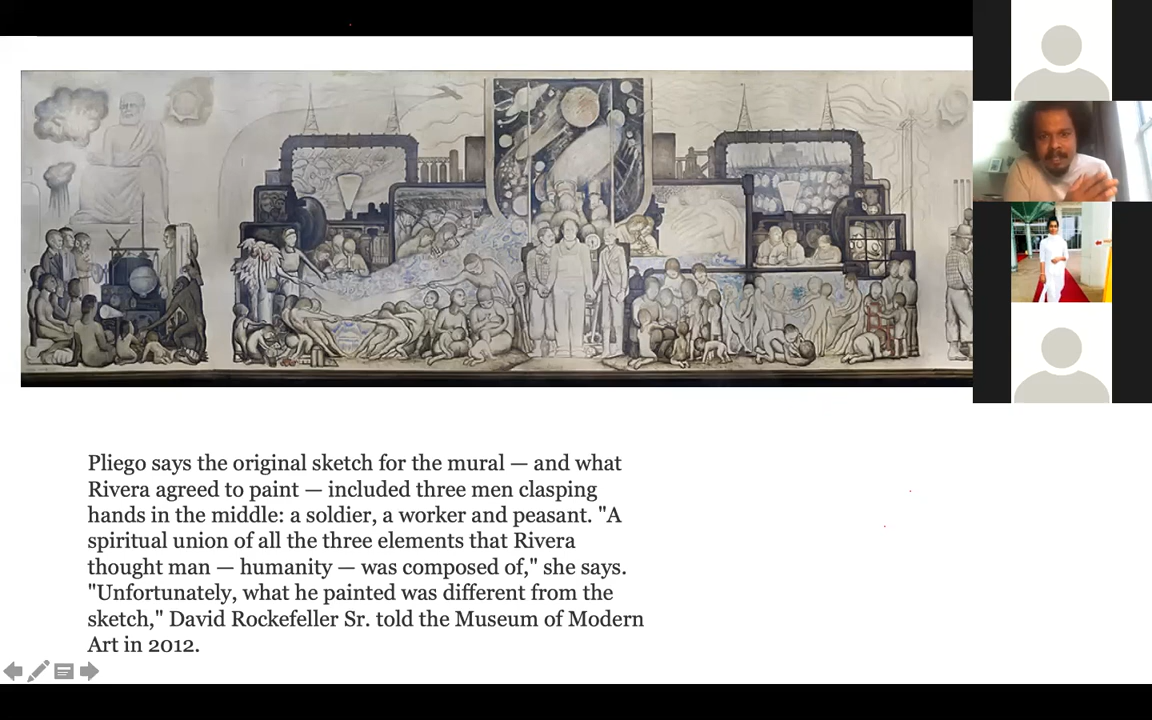 Pliego says the original sketch for the mural — and what
Rivera agreed to paint — included three men clasping
hands in the middle: a soldier, a worker and peasant. "A
spiritual union of all the three elements that Rivera
thought man — humanity — was composed of," she says.
"Unfortunately, what he painted was different from the
sketch," David Rockefeller Sr. told the Museum of Modern
Art in 2012.